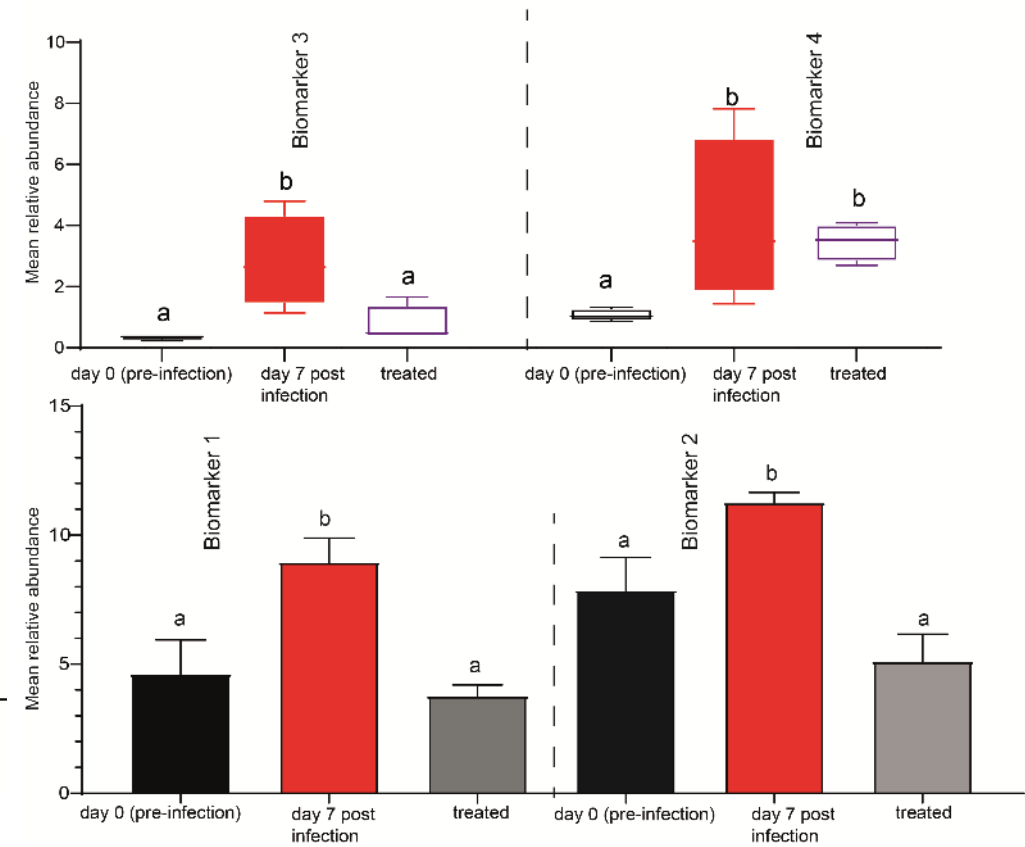 Mean relative abundance
10
8
6
4
2
0
Biomarker 3
a
b
a
day 0 (pre-infection)
day 7 post
infection
treated
Biomarker 4
a
b
b
day 0 (pre-infection)
day 7 post
infection
treated
Mean relative abundance
15
10
5
0
Biomarker 1
a
b
a
day 0 (pre-infection)
day 7 post
infection
treated
Biomarker 2
a
b
a
day 0 (pre-infection)
day 7 post
infection
treated